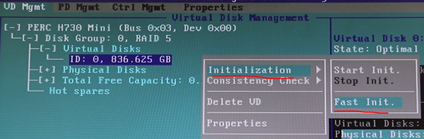 VD Mgmt PD Mgmt Ctrl Mgmt Properties
Virtual Disk Management
[-] PERC H730 Mini (Bus 0x03, Dev 0x00)
[-] Disk Group: 0, RAID 5
[-] Virtual Disks
ID: 0, 836.625 GB
[+] Physical Disks
[+] Total Free Capacity: 0.
Hot spares
Initialization
Consistency Check
Delete VD
Properties
State: Optimal
Start Init.
Stop Init.
Fast Init.
Virtual Disks:
Physical Disks: